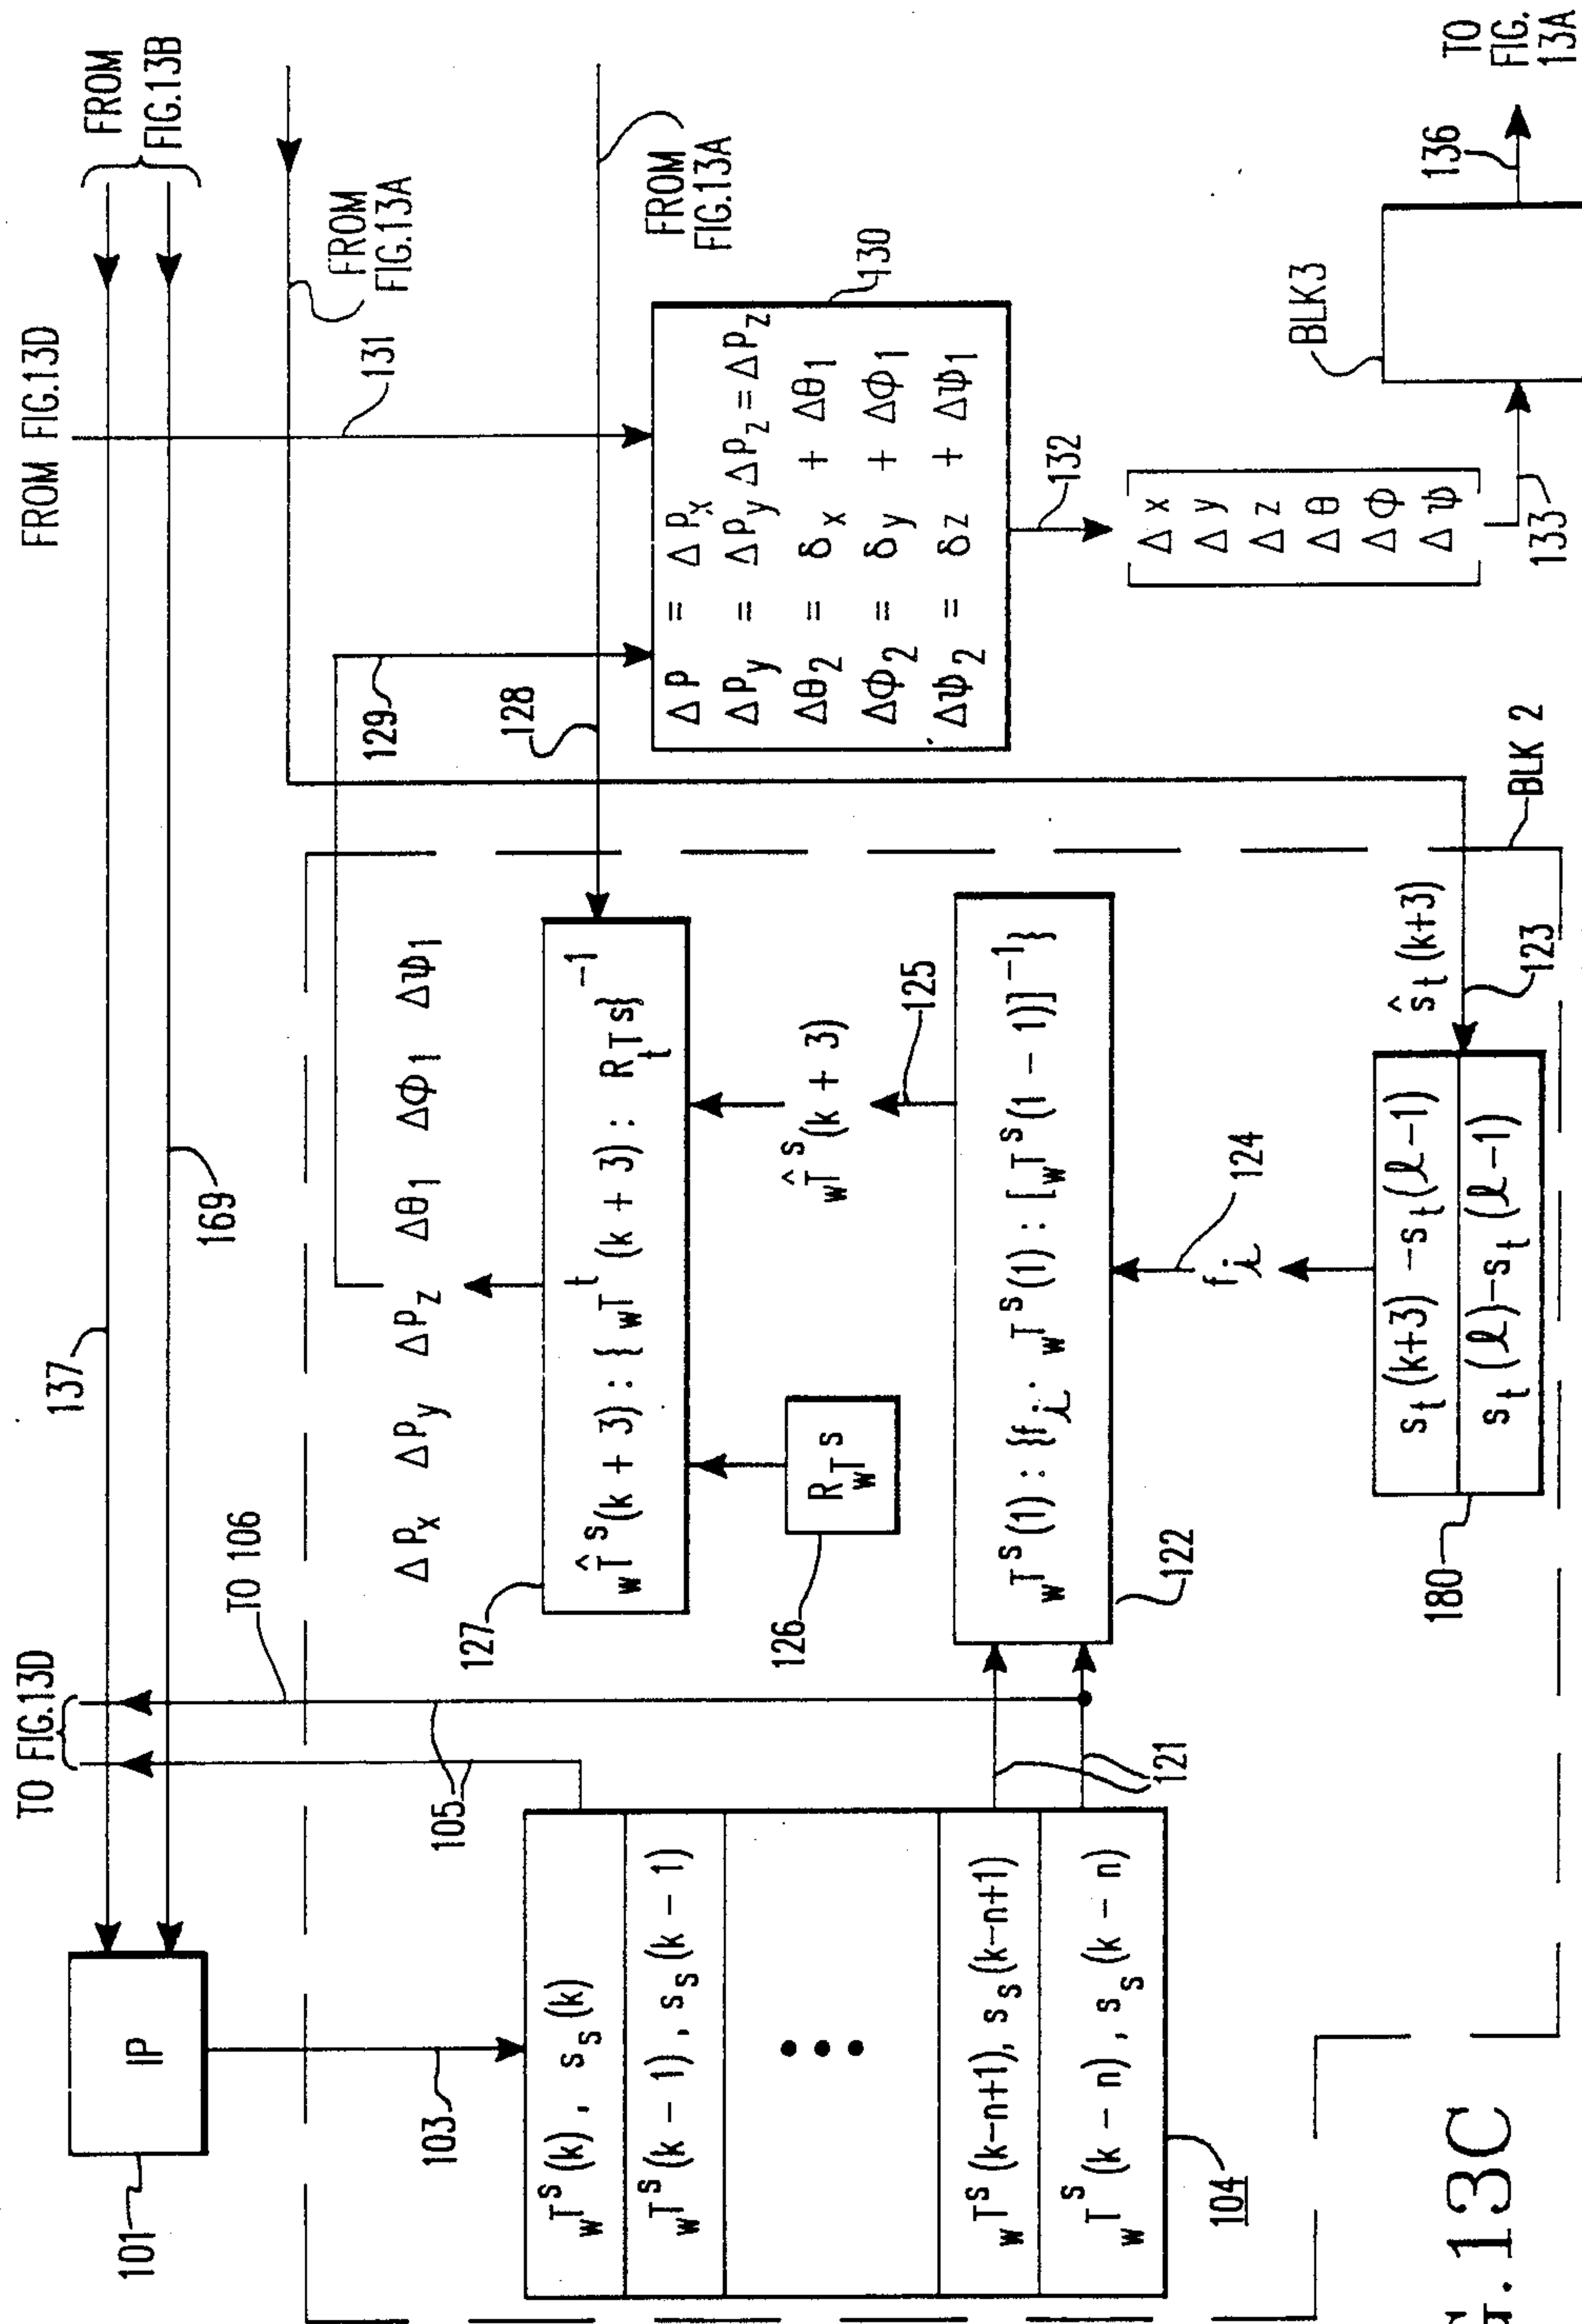 TO FIG.13D
TO 106
137
169
FROM FIG.13D
FROM
FIG.13B
FROM
FIG.13A
131
FROM
FIG.13A
101
IP
103
105
129
128
ΔPx ΔPy ΔPz Δθ1 Δϕ1 Δψ1
127
wT̂s(k + 3) : { wTt(k + 3) : RtTs}−1
126
RwTs
wT̂s(k + 3)
125
wTs(k), ss(k)
wTs(k − 1), ss(k − 1)
• • •
wTs(k−n+1), ss(k−n+1)
wTs(k − n), ss(k − n)
104
121
122
wTs(1) : {fi· wTs(1) : [wTs(1 − 1)]−1}
fi
124
180
st(k+3) −st(ℓ−1)
st(ℓ)−st(ℓ−1)
ŝt(k+3)
123
BLK 2
130
ΔP = ΔPx
ΔPy = ΔPy ΔPz = ΔPz
Δθ2 = δx + Δθ1
Δϕ2 = δy + Δϕ1
Δψ2 = δz + Δψ1
132
Δx
Δy
Δz
Δθ
Δϕ
Δψ
133
BLK3
136
TO
FIG.
13A
. 13C